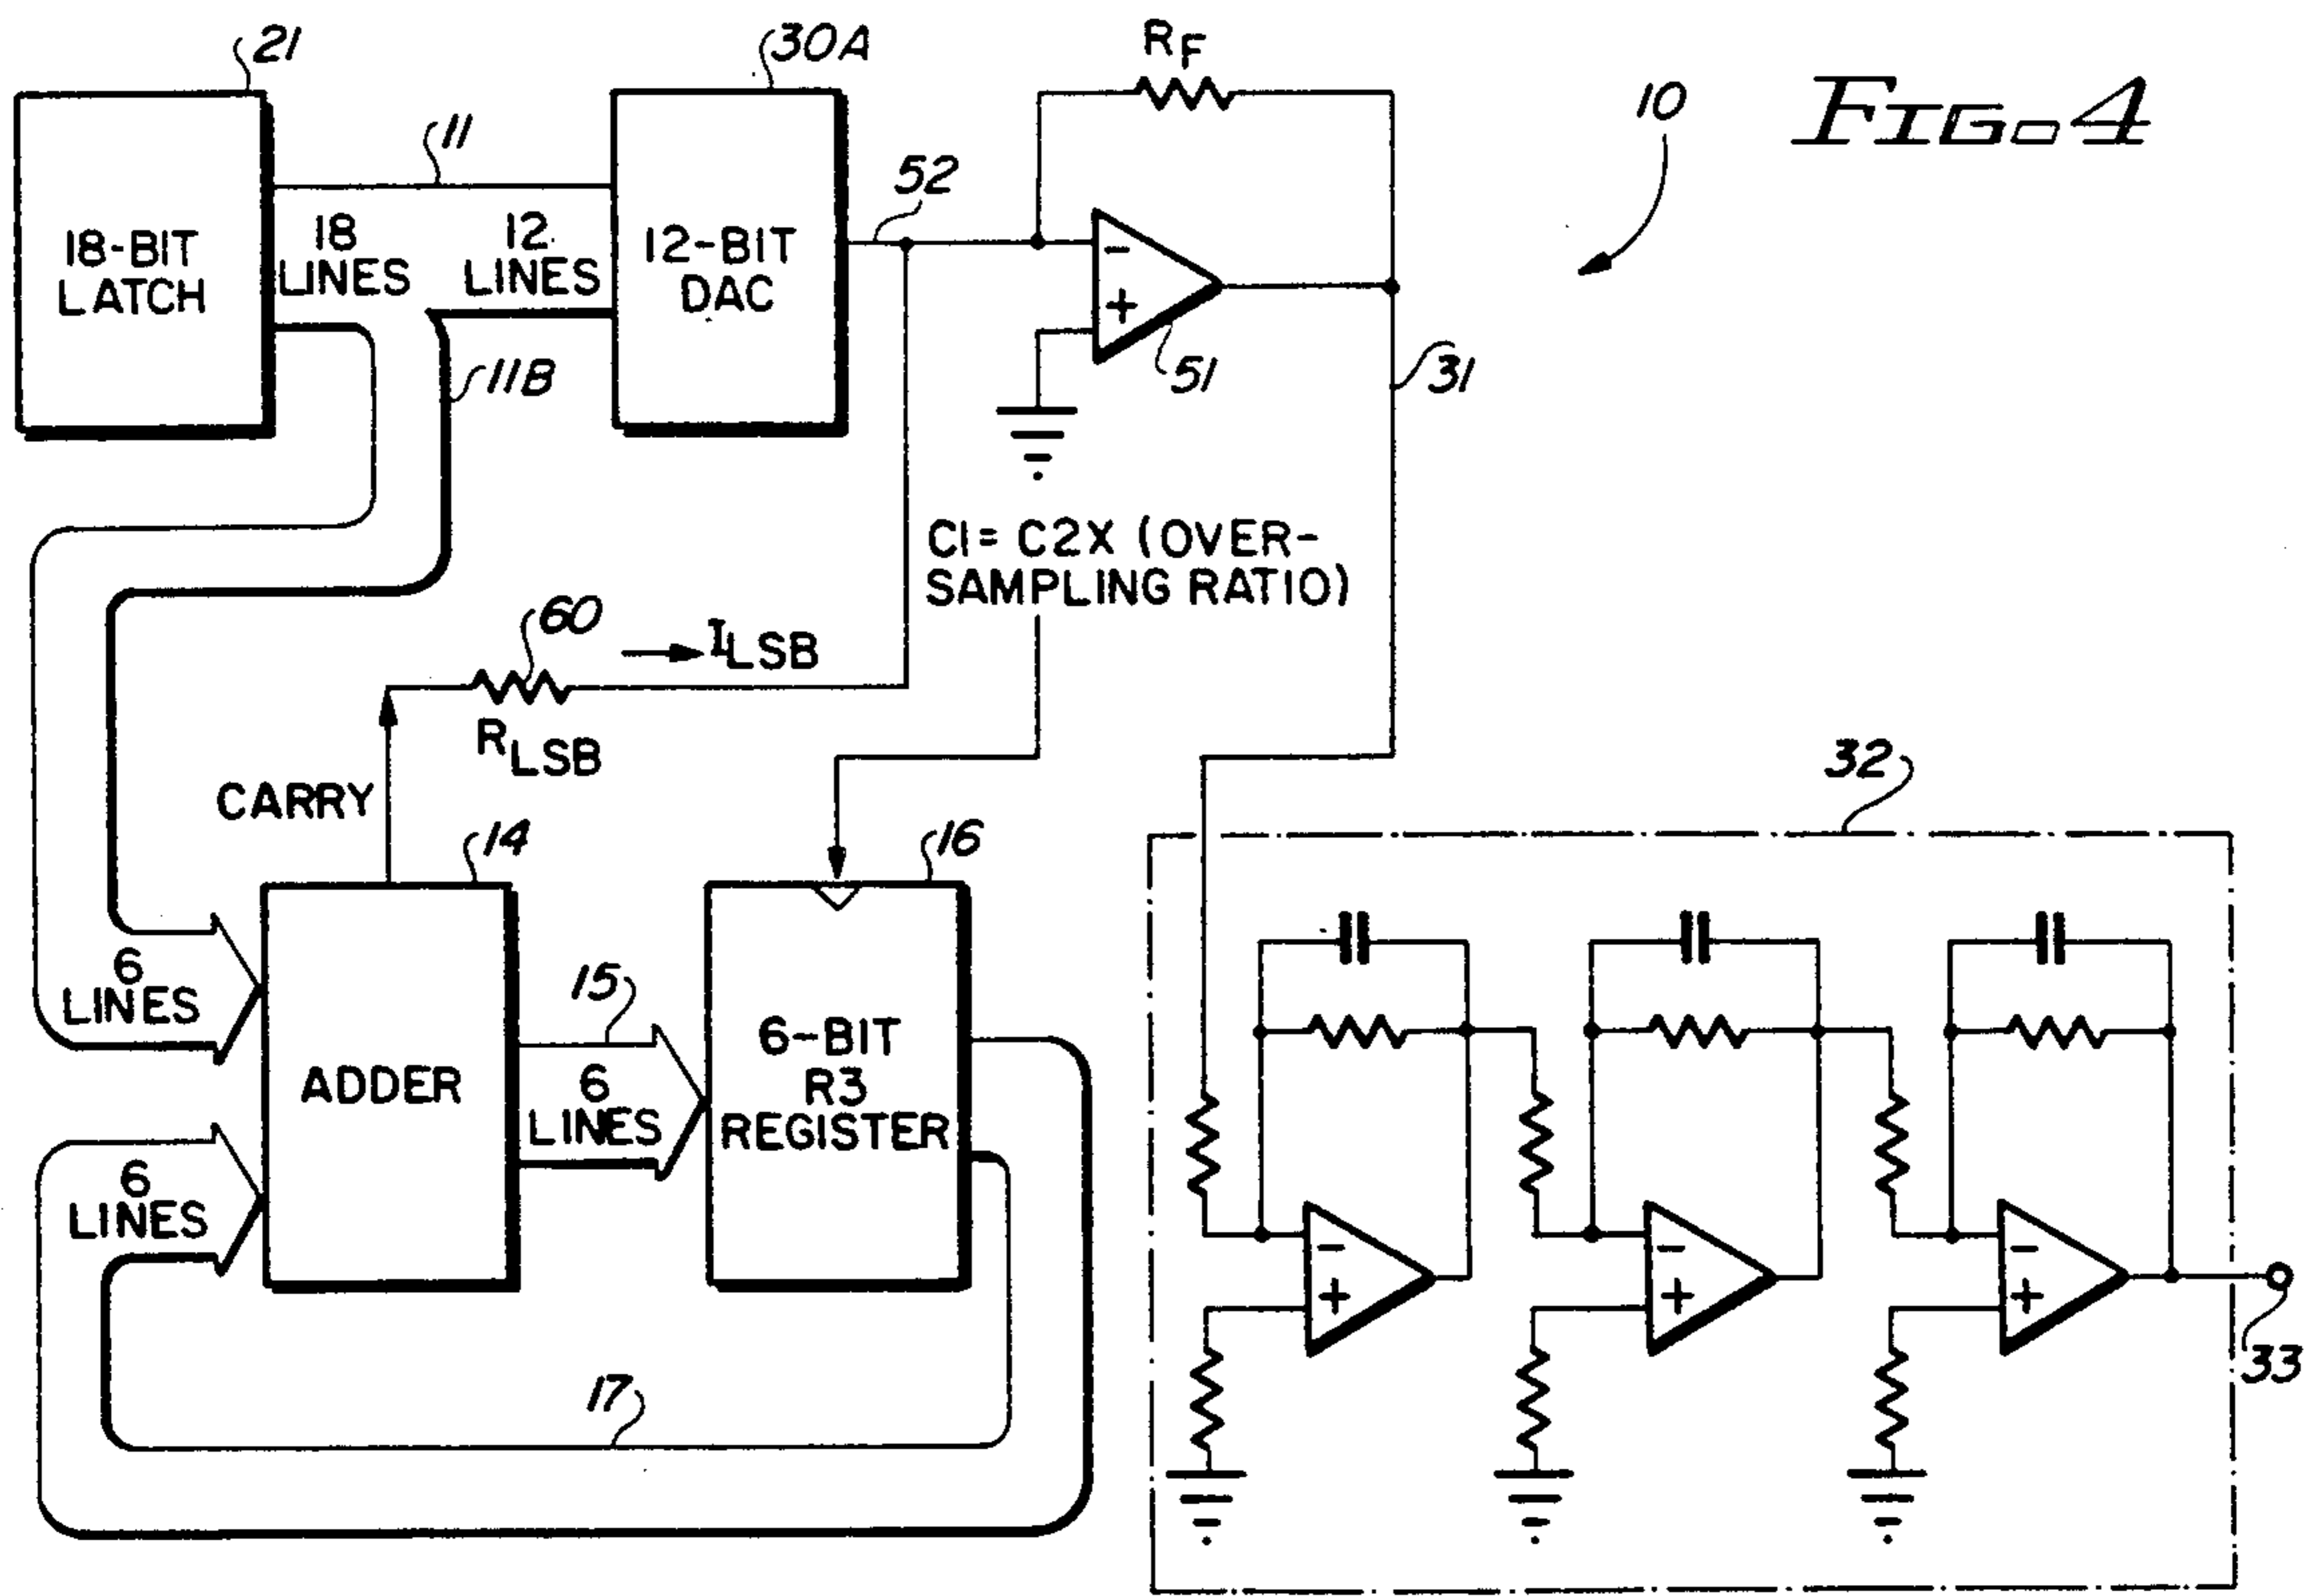 21
30A
RF
10
FIG. 4
11
52
18-BIT
LATCH
18
LINES
12
LINES
12-BIT
DAC
-
+
51
31
11B
C1= C2X (OVER-
SAMPLING RATIO)
60
ILSB
RLSB
CARRY
32
14
16
6
LINES
15
ADDER
6
LINES
6-BIT
R3
REGISTER
6
LINES
-
+
-
+
-
+
33
17